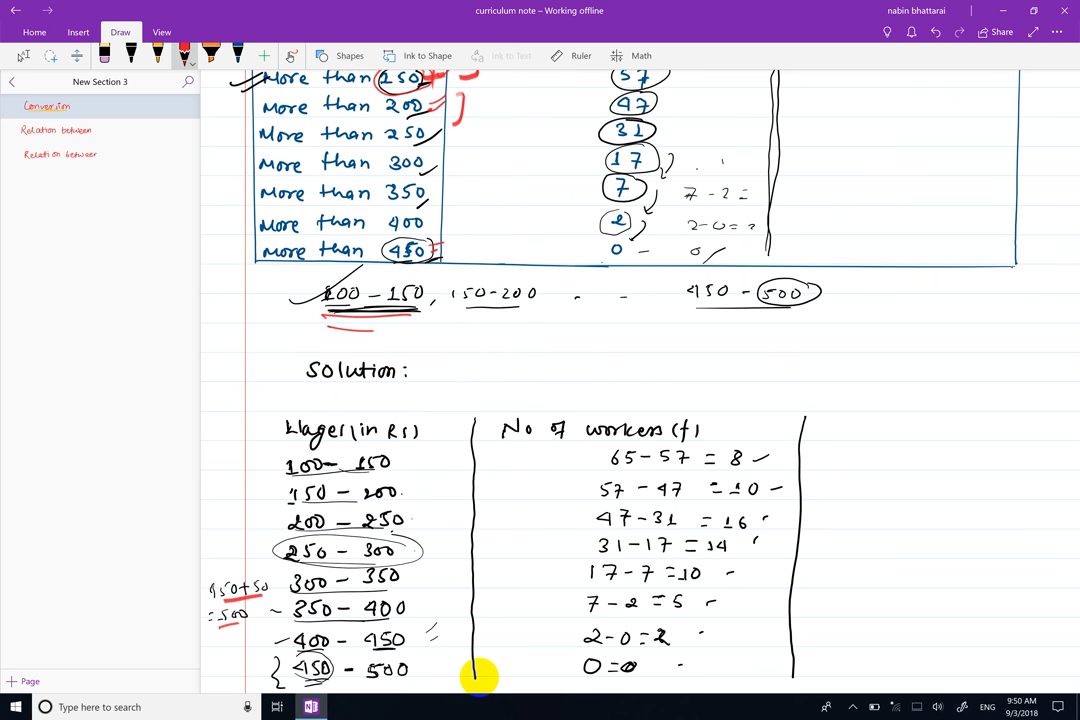 curriculum note – Working offline
nabin bhattarai
Home Insert Draw View
Share
Shapes Ink to Shape Ink to Text Ruler Math
New Section 3
Conversion
Relation between
Relation between
More than 150 57
More than 200 47
More than 250 31
More than 300 17
More than 350 7 7 - 2 =
More than 400 2 2-0=2
More than 450 0 - 0
100 - 150, 150-200 - - 450 - 500
Solution:
Wages(in Rs) No of workers (f)
100- 150 65-57 = 8
150 - 200 57 - 47 = 10
200 - 250 47-31 = 16
250 - 300 31-17 = 14
300 - 350 17-7 = 10
450+50
350 - 400 7-2 = 5
= 500
400 - 450 2-0 = 2
450 - 500 0 = 0
Page
Type here to search
ENG
9:50 AM
9/3/2018